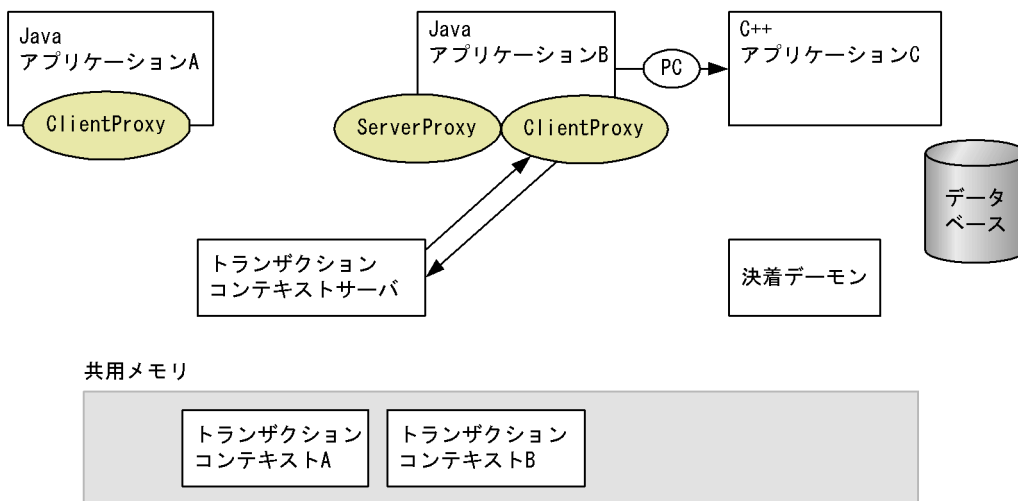 Java
アプリケーションA
ClientProxy
Java
アプリケーションB
ServerProxy
ClientProxy
PC
C++
アプリケーションC
データ
ベース
トランザクション
コンテキストサーバ
決着デーモン
共用メモリ
トランザクション
コンテキストA
トランザクション
コンテキストB